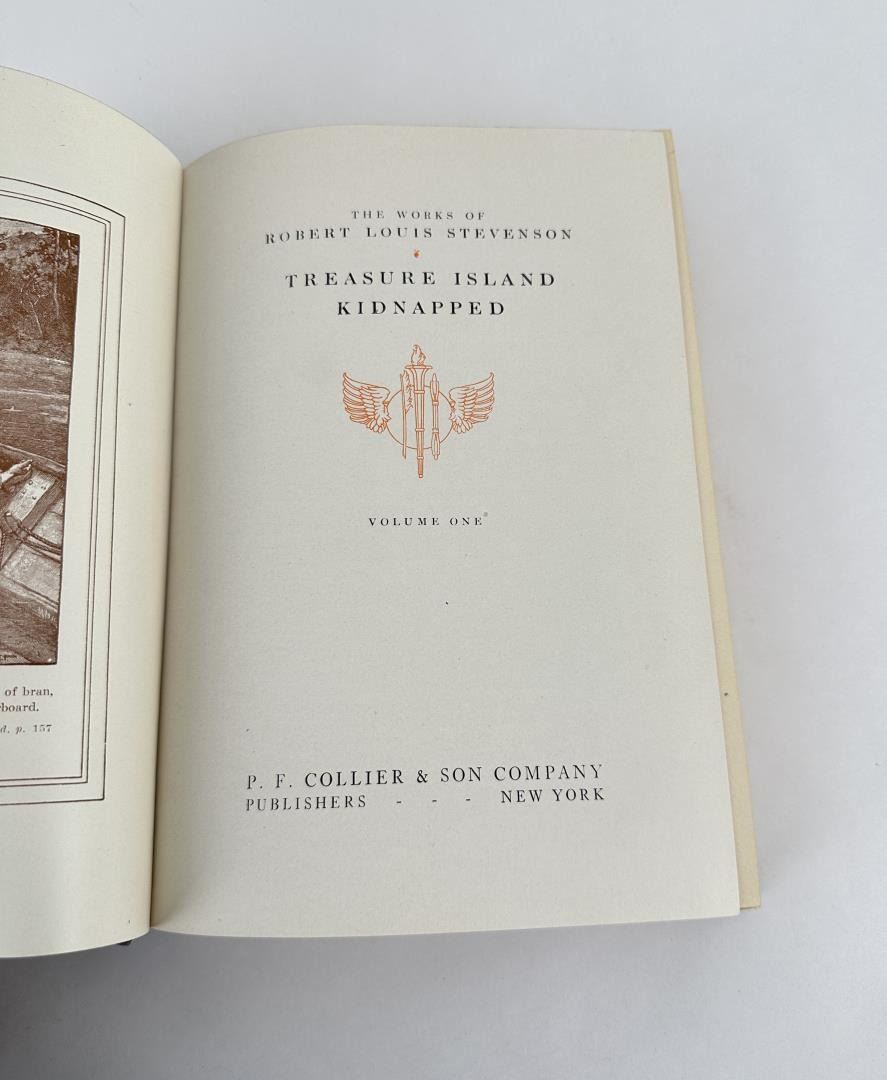 of bran,
board.
d, p. 157
THE WORKS OF
ROBERT LOUIS STEVENSON
TREASURE ISLAND
KIDNAPPED
VOLUME ONE
P. F. COLLIER & SON COMPANY
PUBLISHERS - - - NEW YORK